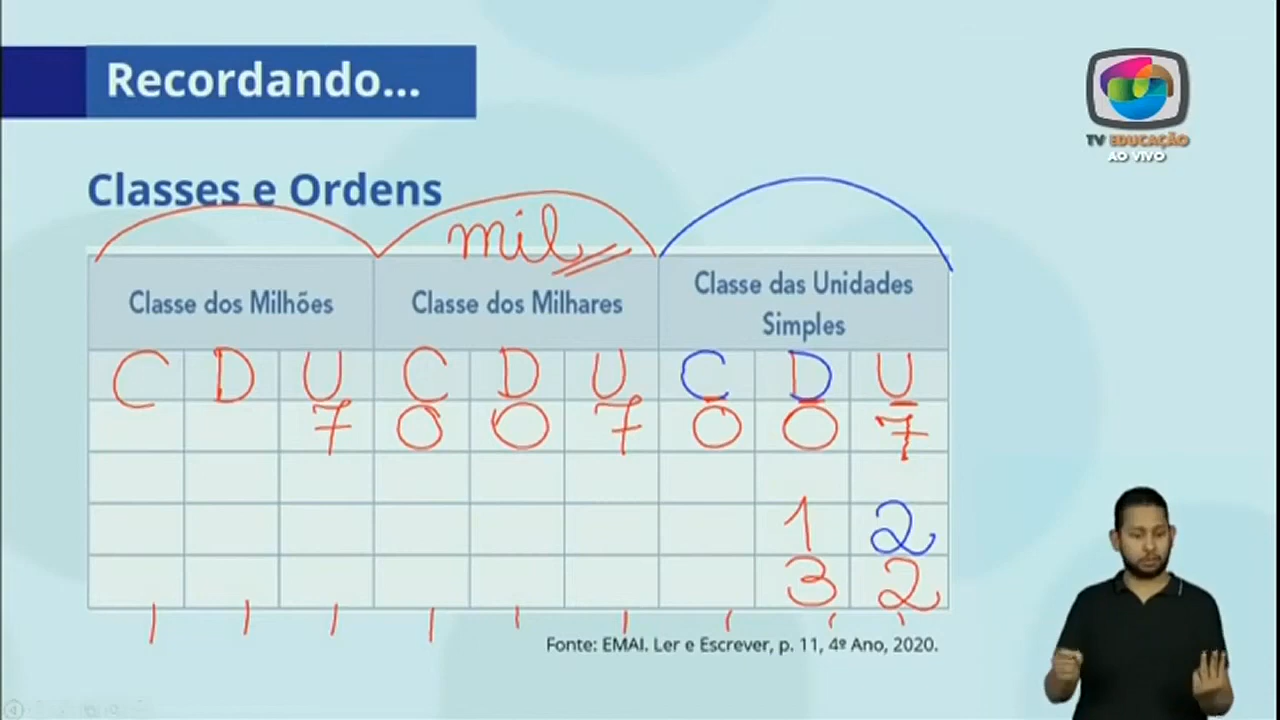 Recordando...
TV EDUCAÇÃO
AO VIVO
Classes e Ordens
mil
Classe dos Milhões Classe dos Milhares Classe das Unidades
Simples
C D U C D U C D U
7 0 0 7 0 0 7
1 2
3 2
Fonte: EMAI. Ler e Escrever, p. 11, 4º Ano, 2020.